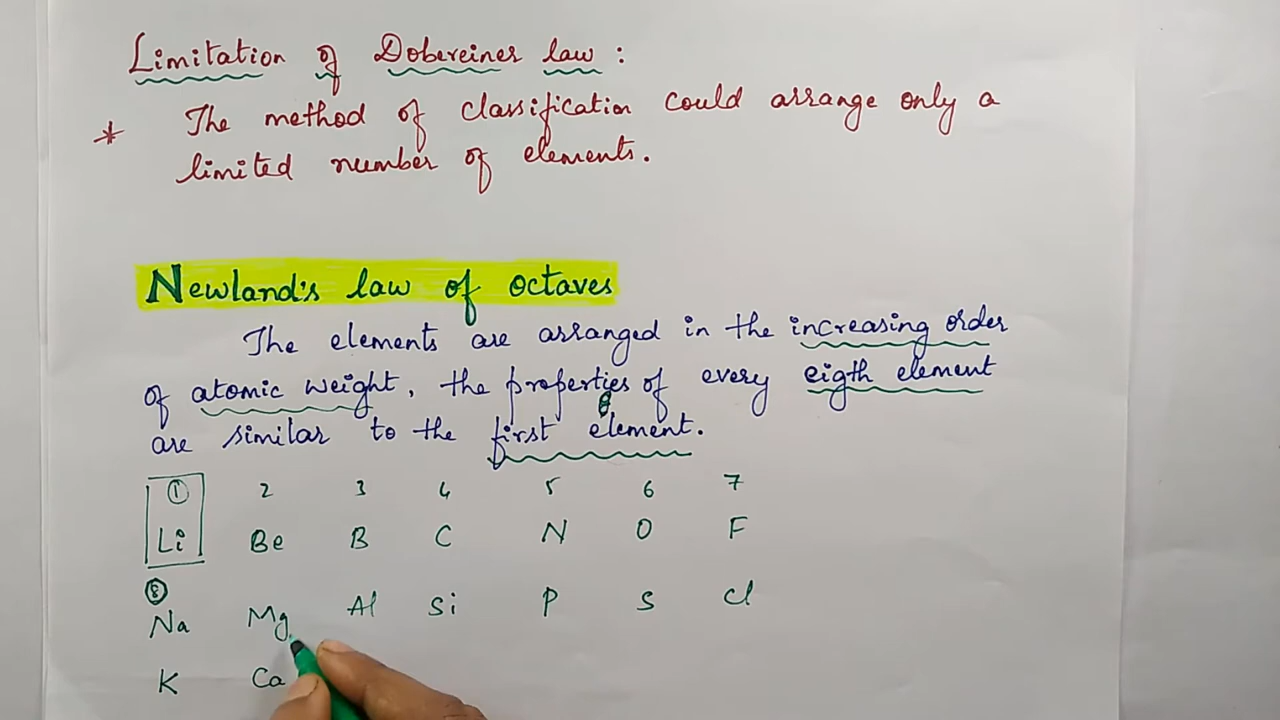 Limitation of Dobereiner law :
* The method of classification could arrange only a
limited number of elements.
Newland's law of octaves
The elements are arranged in the increasing order
of atomic weight, the properties of every eigth element
are similar to the first element.
① 2 3 4 5 6 7
Li Be B C N O F
⑧
Na Mg Al Si P S Cl
K Ca